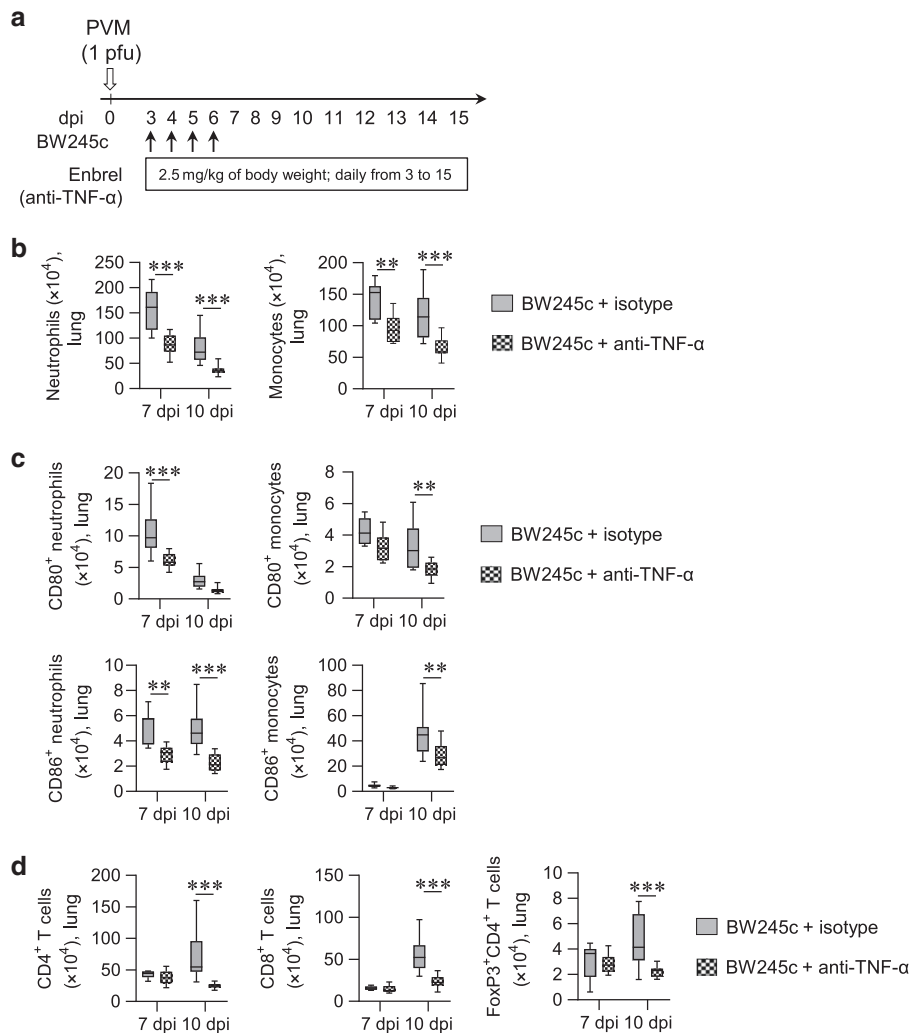 a
PVM
(1 pfu)
dpi 0 3 4 5 6 7 8 9 10 11 12 13 14 15
BW245c
Enbrel
(anti-TNF-α)
2.5 mg/kg of body weight; daily from 3 to 15
b
Neutrophils (×10⁴),
lung
250
200
150
100
50
0
***
***
7 dpi 10 dpi
Monocytes (×10⁴),
lung
200
150
100
50
0
**
***
7 dpi 10 dpi
BW245c + isotype
BW245c + anti-TNF-α
c
CD80⁺ neutrophils
(×10⁴), lung
20
15
10
5
0
***
7 dpi 10 dpi
CD80⁺ monocytes
(×10⁴), lung
8
6
4
2
0
**
7 dpi 10 dpi
BW245c + isotype
BW245c + anti-TNF-α
CD86⁺ neutrophils
(×10⁴), lung
10
8
6
4
2
0
**
***
7 dpi 10 dpi
CD86⁺ monocytes
(×10⁴), lung
100
80
60
40
20
0
**
7 dpi 10 dpi
d
CD4⁺ T cells
(×10⁴), lung
200
150
100
50
0
***
7 dpi 10 dpi
CD8⁺ T cells
(×10⁴), lung
150
100
50
0
***
7 dpi 10 dpi
FoxP3⁺CD4⁺ T cells
(×10⁴), lung
10
8
6
4
2
0
***
7 dpi 10 dpi
BW245c + isotype
BW245c + anti-TNF-α